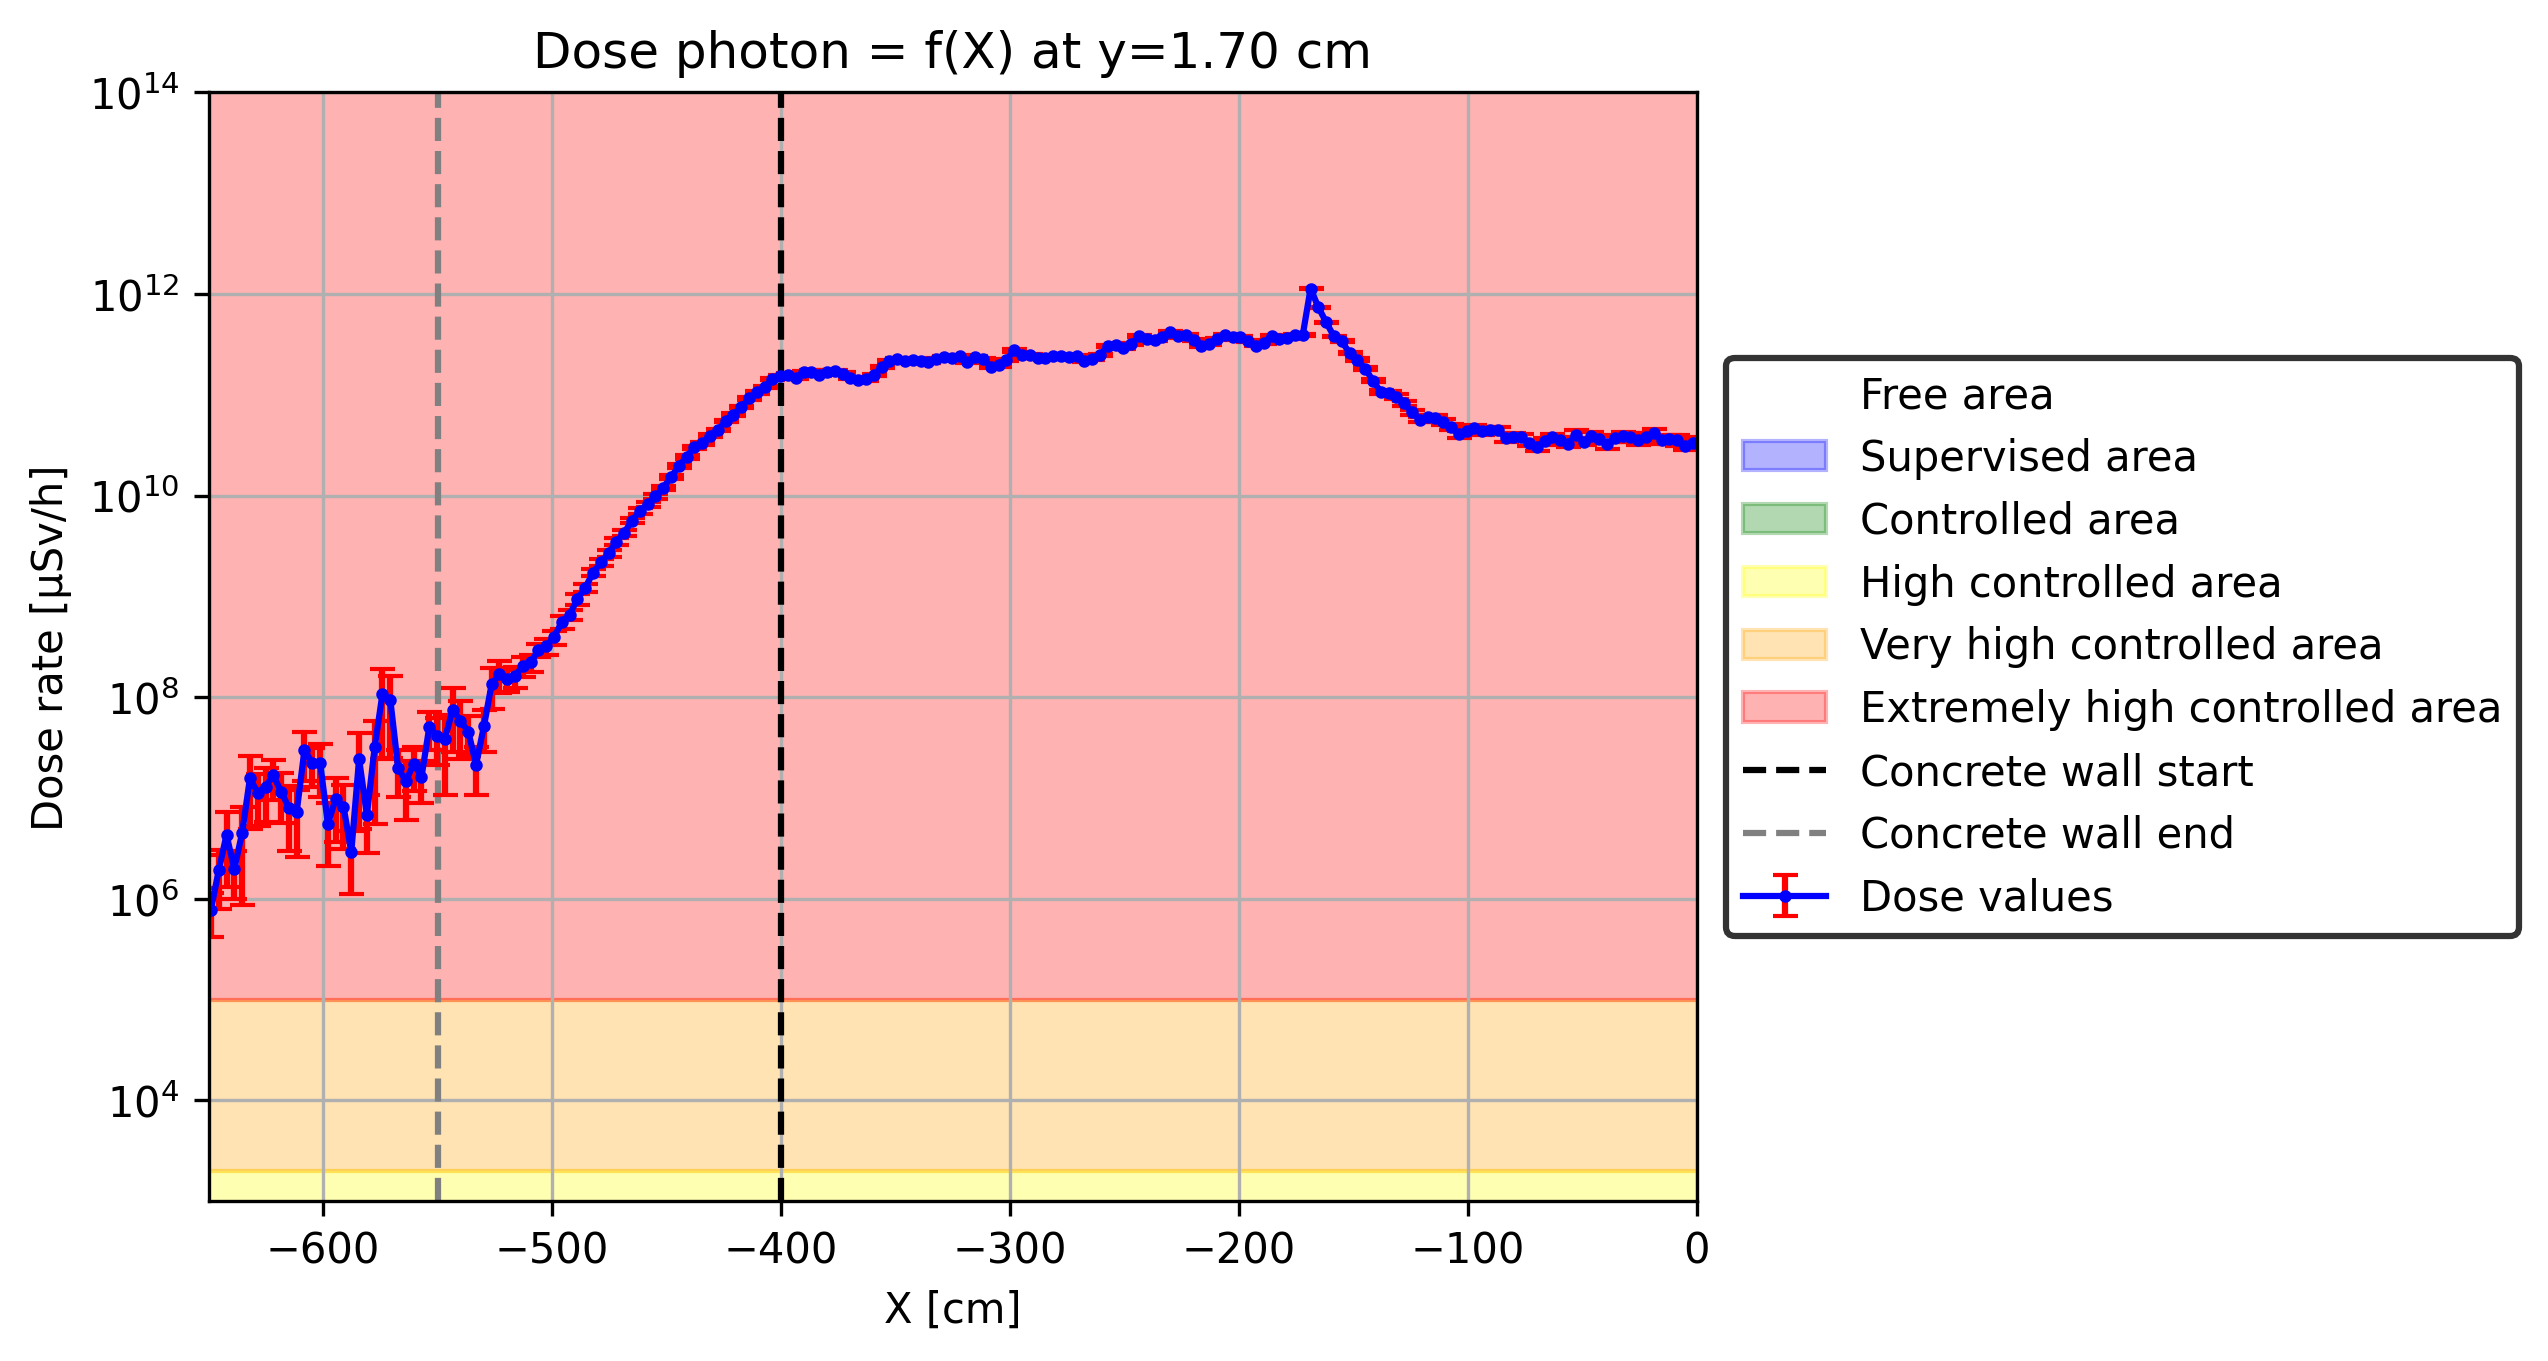 Dose photon = f(X) at y=1.70 cm
10^14
10^12
10^10
10^8
10^6
10^4
Dose rate [µSv/h]
−600
−500
−400
−300
−200
−100
0
X [cm]
Free area
Supervised area
Controlled area
High controlled area
Very high controlled area
Extremely high controlled area
Concrete wall start
Concrete wall end
Dose values